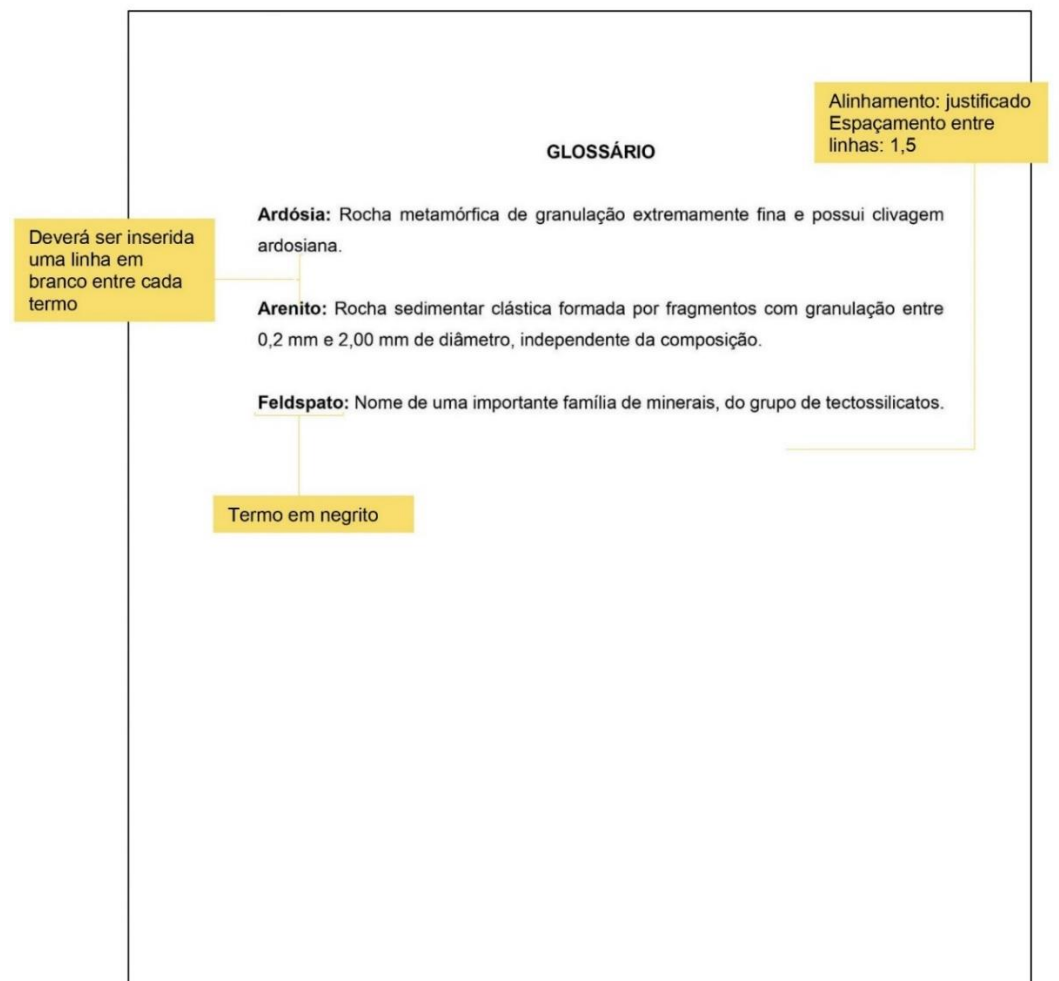 Alinhamento: justificado
Espaçamento entre
linhas: 1,5
GLOSSÁRIO
Ardósia: Rocha metamórfica de granulação extremamente fina e possui clivagem
ardosiana.
Deverá ser inserida
uma linha em
branco entre cada
termo
Arenito: Rocha sedimentar clástica formada por fragmentos com granulação entre
0,2 mm e 2,00 mm de diâmetro, independente da composição.
Feldspato: Nome de uma importante família de minerais, do grupo de tectossilicatos.
Termo em negrito